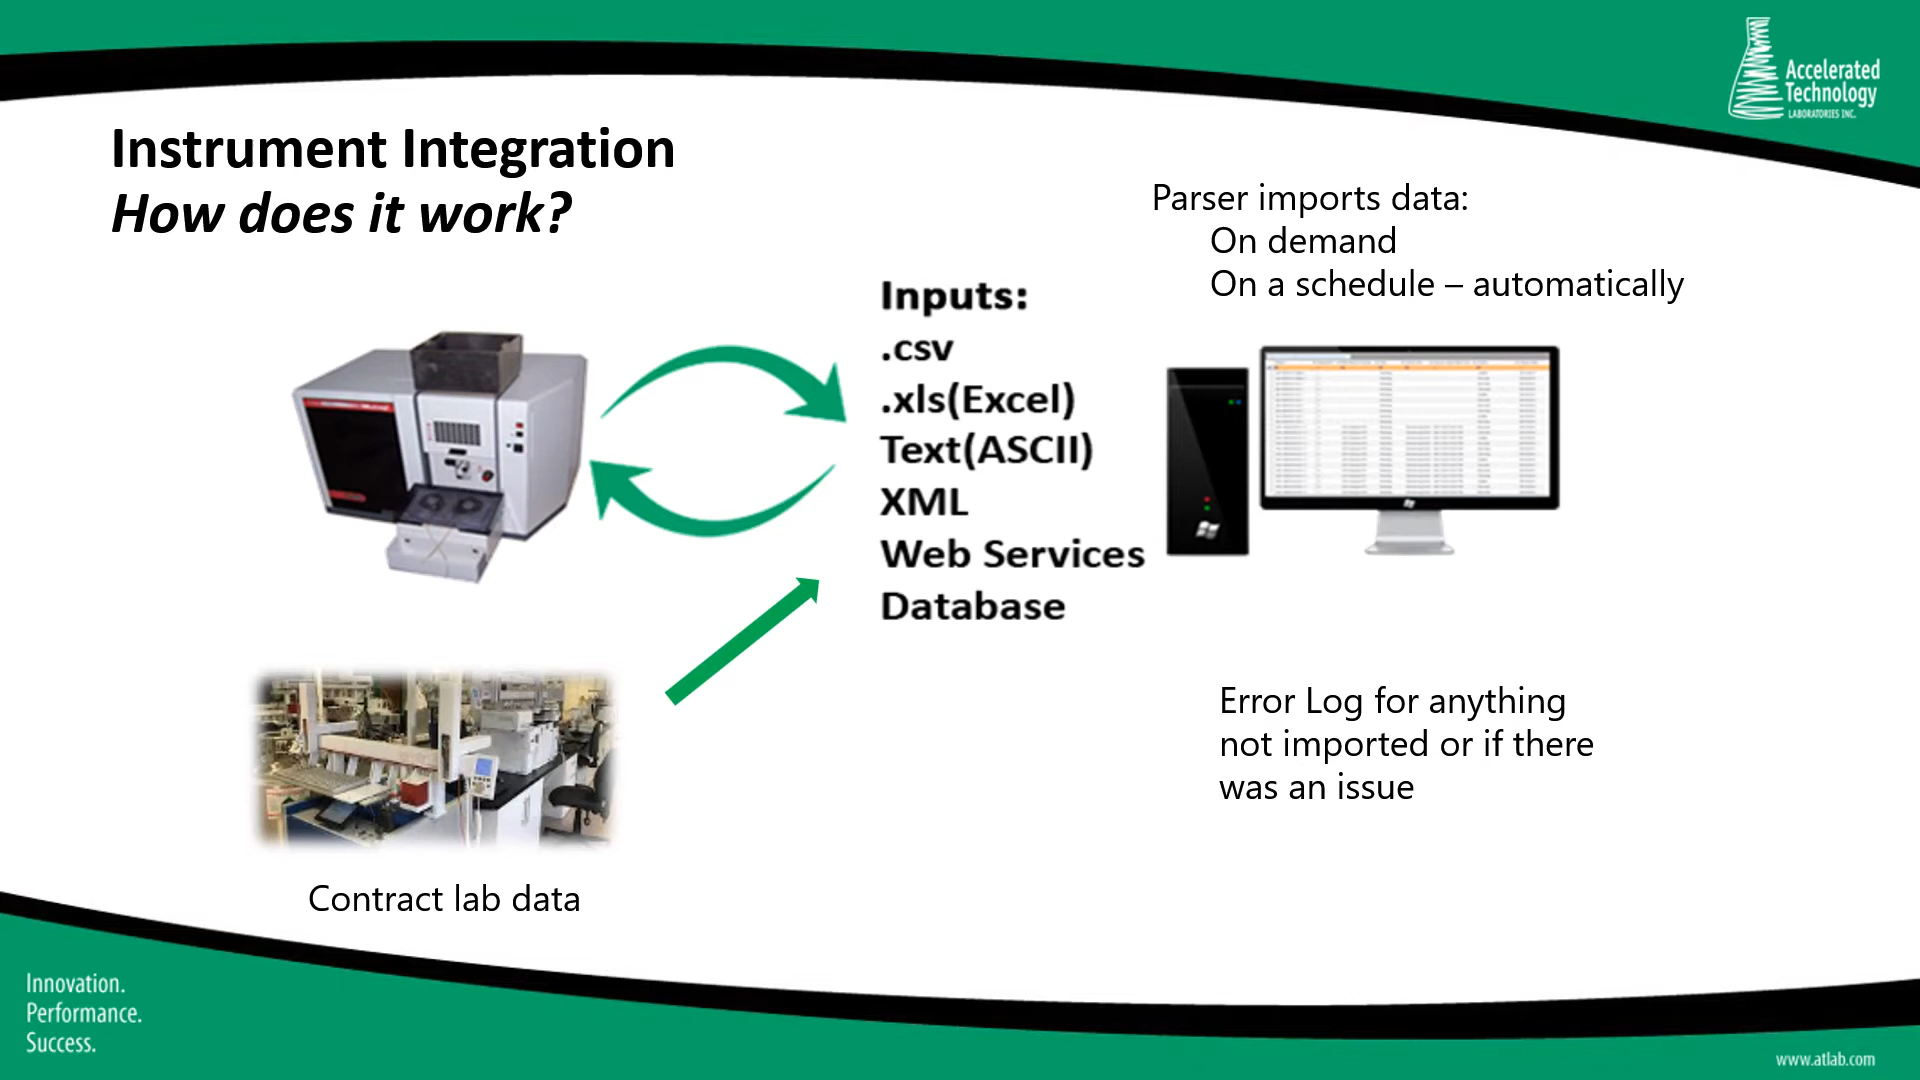 Accelerated
Technology
LABORATORIES INC.
Instrument Integration
How does it work?
Parser imports data:
On demand
On a schedule – automatically
Inputs:
.csv
.xls(Excel)
Text(ASCII)
XML
Web Services
Database
Error Log for anything
not imported or if there
was an issue
Contract lab data
Innovation.
Performance.
Success.
www.atlab.com